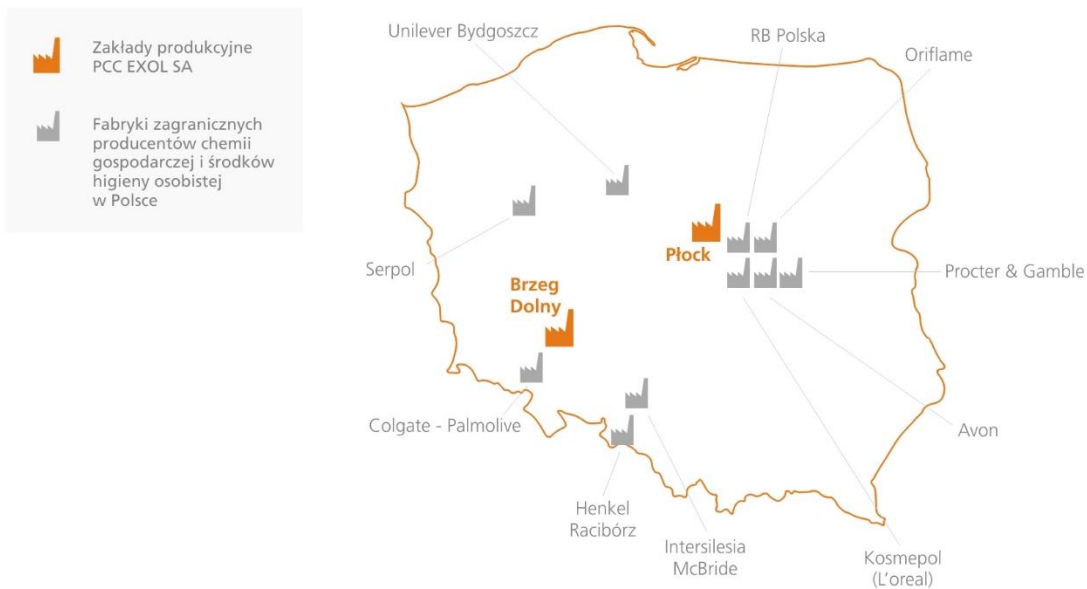 Zakłady produkcyjne
PCC EXOL SA
Fabryki zagranicznych
producentów chemii
gospodarczej i środków
higieny osobistej
w Polsce
Unilever Bydgoszcz
RB Polska
Oriflame
Serpol
Płock
Procter & Gamble
Brzeg
Dolny
Colgate - Palmolive
Avon
Henkel
Racibórz
Intersilesia
McBride
Kosmepol
(L'oreal)